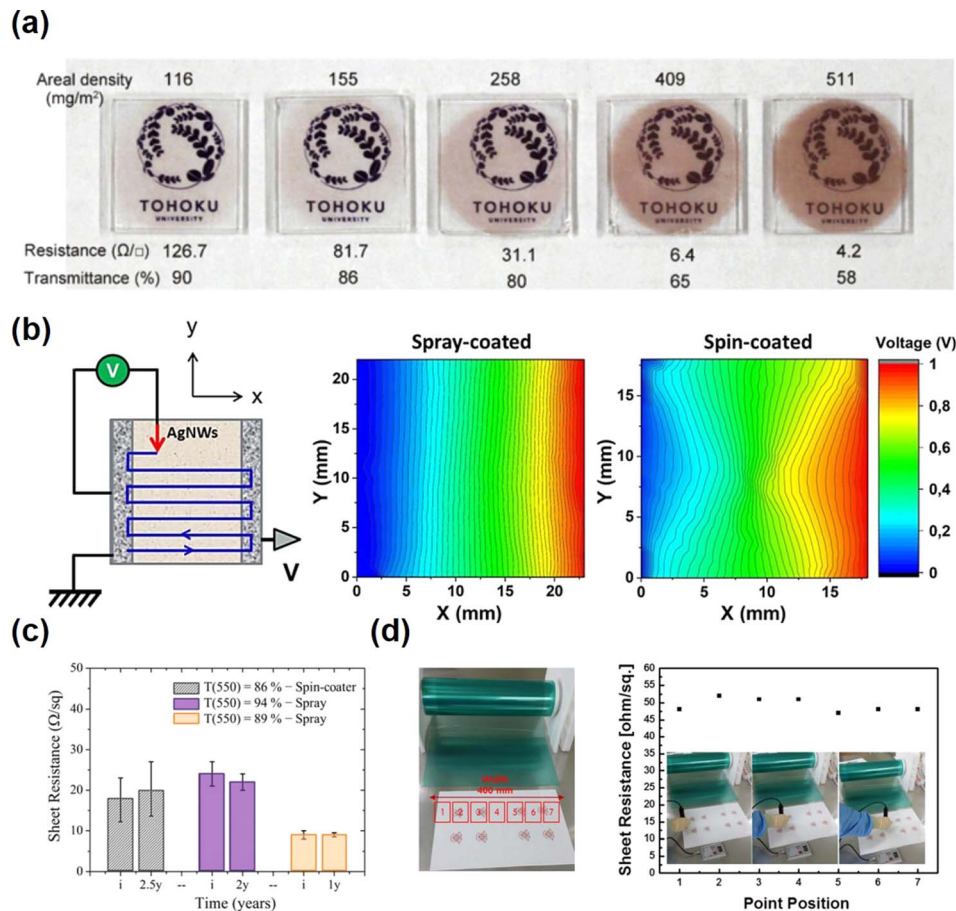 (a)
Areal density
(mg/m²)
116
155
258
409
511
TOHOKU
UNIVERSITY
TOHOKU
UNIVERSITY
TOHOKU
UNIVERSITY
TOHOKU
UNIVERSITY
TOHOKU
UNIVERSITY
Resistance (Ω/□) 126.7 81.7 31.1 6.4 4.2
Transmittance (%) 90 86 80 65 58
(b)
y
x
V
AgNWs
V
Spray-coated
Y (mm)
20
15
10
5
0
0 5 10 15 20
X (mm)
Spin-coated
Y (mm)
15
10
5
0
0 5 10 15
X (mm)
Voltage (V)
1
0,8
0,6
0,4
0,2
0
(c)
Sheet Resistance (Ω/sq)
50
40
30
20
10
0
T(550) = 86 % – Spin-coater
T(550) = 94 % – Spray
T(550) = 89 % – Spray
i 2.5y -- i 2y -- i 1y
Time (years)
(d)
Width
400 mm
1 2 3 4 5 6 7
Sheet Resistance [ohm/sq.]
60
55
50
45
40
35
30
25
20
15
10
5
0
1 2 3 4 5 6 7
Point Position